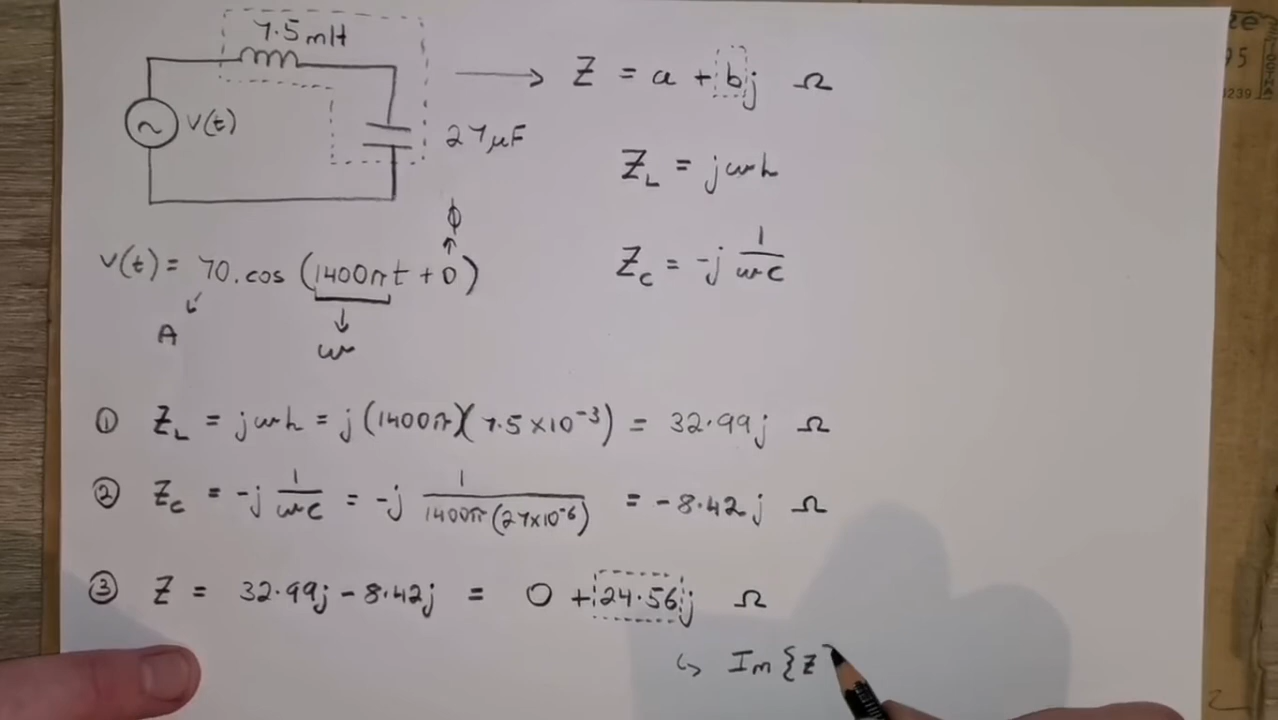 7.5mH
Z = a + bj Ω
v(t)
27μF
Z_L = jωL
ϕ
v(t) = 70.cos (1400πt + 0)
Z_C = -j 1/ωC
A
ω
① Z_L = jωL = j(1400π)(7.5×10⁻³) = 32.99j Ω
② Z_C = -j 1/ωC = -j 1/1400π(27×10⁻⁶) = -8.42j Ω
③ Z = 32.99j - 8.42j = 0 + 24.56j Ω
↳ Im{Z